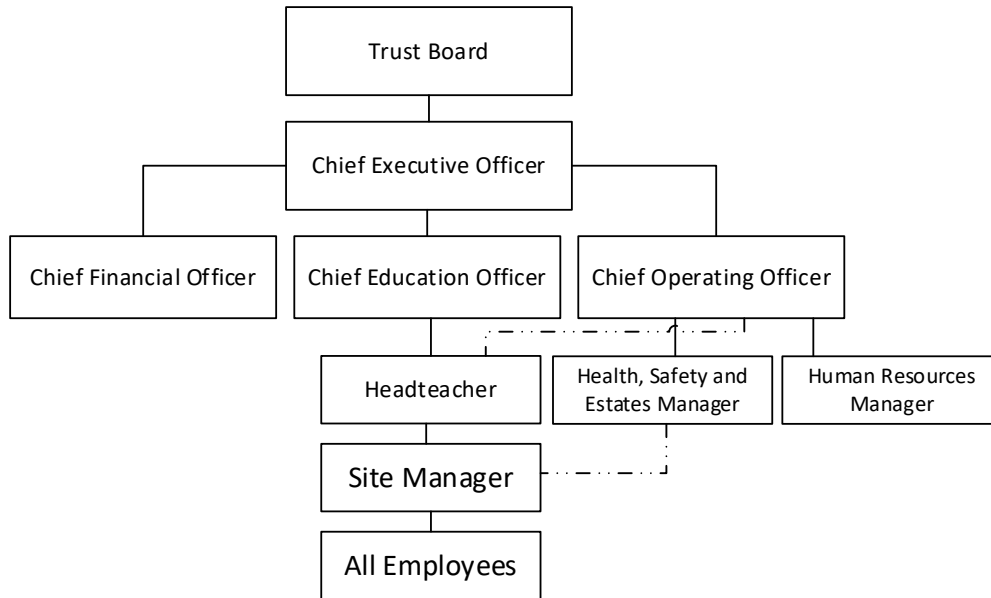 Trust Board
Chief Executive Officer
Chief Financial Officer
Chief Education Officer
Chief Operating Officer
Headteacher
Health, Safety and
Estates Manager
Human Resources
Manager
Site Manager
All Employees